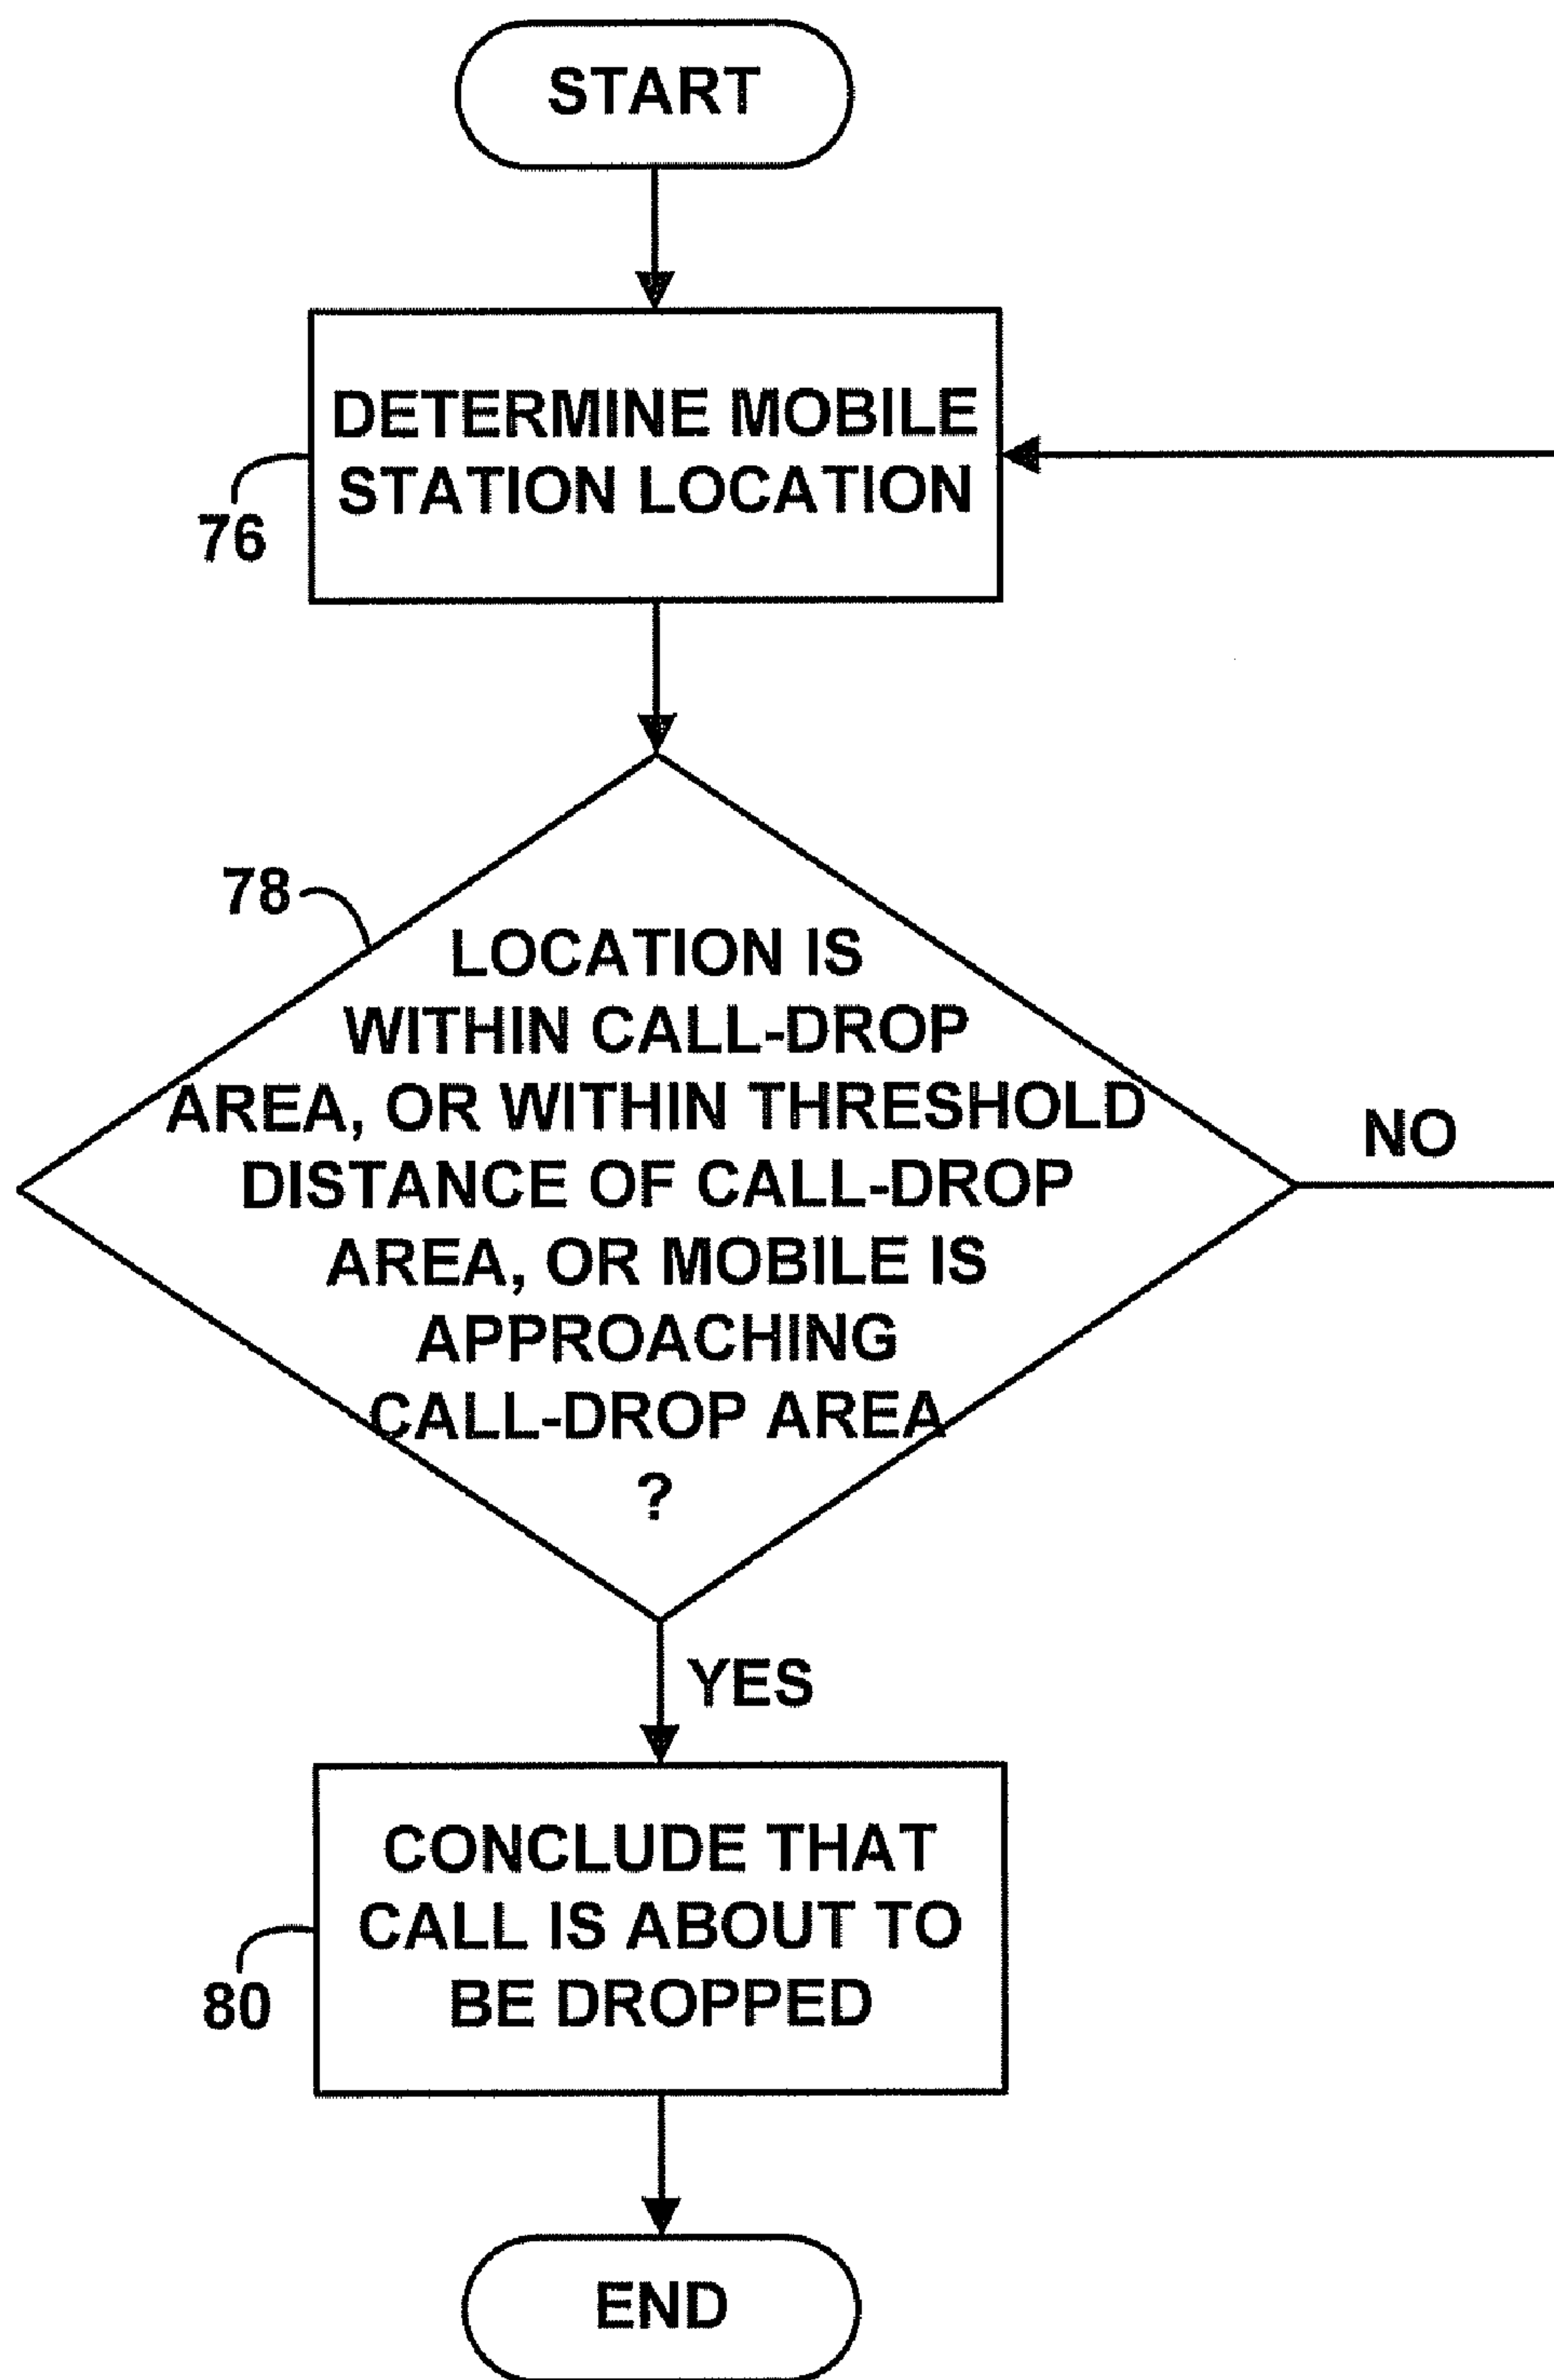 START
DETERMINE MOBILE
STATION LOCATION
76
78
LOCATION IS
WITHIN CALL-DROP
AREA, OR WITHIN THRESHOLD
DISTANCE OF CALL-DROP
AREA, OR MOBILE IS
APPROACHING
CALL-DROP AREA
?
NO
YES
CONCLUDE THAT
CALL IS ABOUT TO
BE DROPPED
80
END